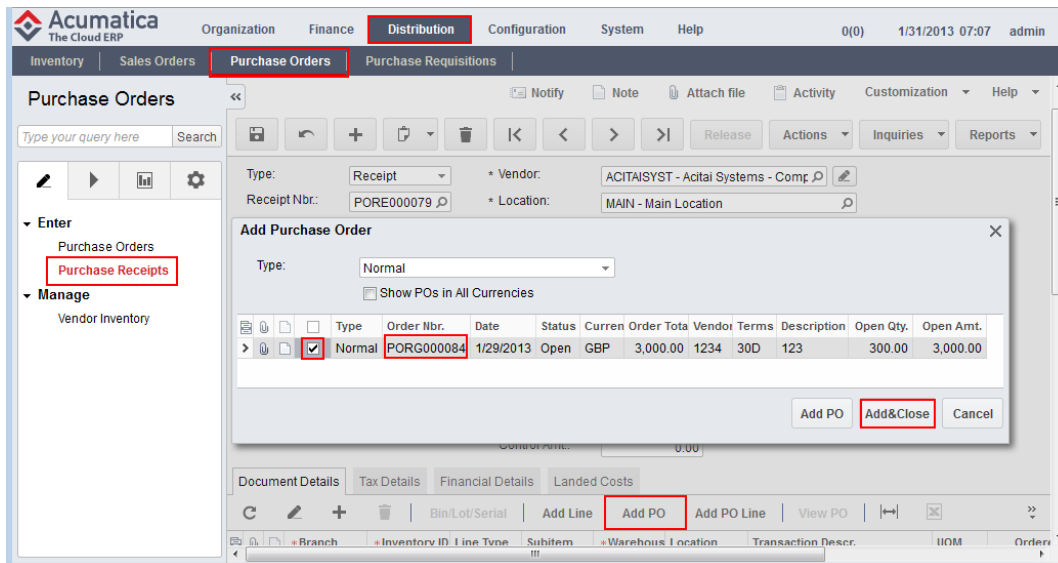 Acumatica
The Cloud ERP
Organization Finance Distribution Configuration System Help 0(0) 1/31/2013 07:07 admin
Inventory Sales Orders Purchase Orders Purchase Requisitions
Purchase Orders
Notify Note Attach file Activity Customization Help
Type your query here Search
Release Actions Inquiries Reports
Type: Receipt * Vendor: ACITAISYST - Acitai Systems - Comp
Receipt Nbr.: PORE000079 * Location: MAIN - Main Location
Enter
Purchase Orders
Purchase Receipts
Manage
Vendor Inventory
Add Purchase Order
Type: Normal
Show POs in All Currencies
Type Order Nbr. Date Status Curren Order Tota Vendor Terms Description Open Qty. Open Amt.
Normal PORG000084 1/29/2013 Open GBP 3,000.00 1234 30D 123 300.00 3,000.00
Add PO Add&Close Cancel
Control Amt.: 0.00
Document Details Tax Details Financial Details Landed Costs
Bin/Lot/Serial Add Line Add PO Add PO Line View PO
*Branch *Inventory ID Line Type Subitem *Warehous Location Transaction Descr. UOM Ordere